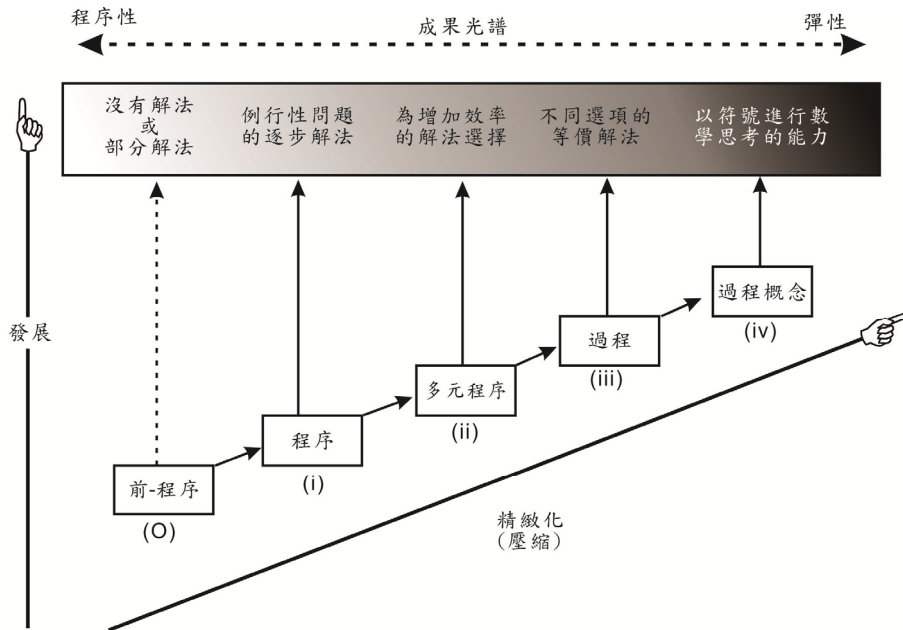 程序性
成果光譜
彈性
沒有解法
或
部分解法
例行性問題
的逐步解法
為增加效率
的解法選擇
不同選項的
等價解法
以符號進行數
學思考的能力
發展
過程概念
(iv)
過程
(iii)
多元程序
(ii)
程序
(i)
前-程序
(O)
精緻化
(壓縮)